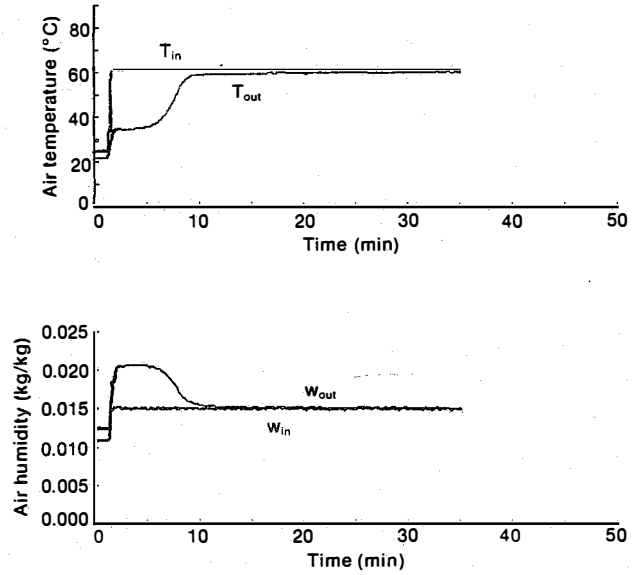 Air temperature (°C)
80
60
40
20
0
T_in
T_out
0
10
20
30
40
50
Time (min)
Air humidity (kg/kg)
0.025
0.020
0.015
0.010
0.005
0.000
w_out
w_in
0
10
20
30
40
50
Time (min)